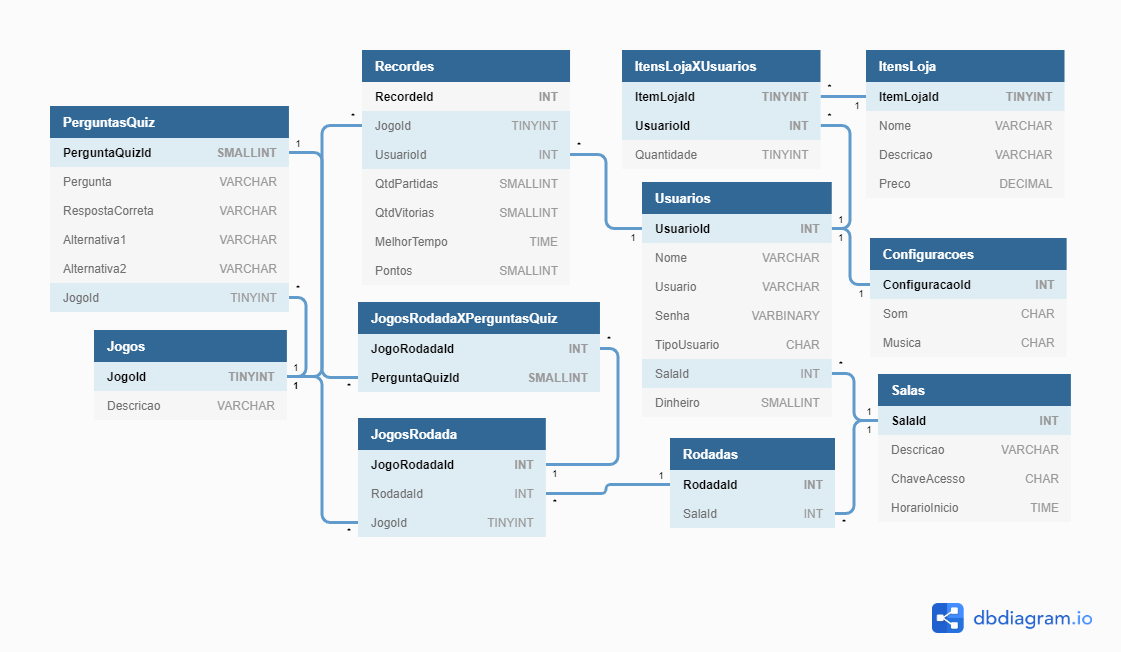 PerguntasQuiz
PerguntaQuizId SMALLINT
Pergunta VARCHAR
RespostaCorreta VARCHAR
Alternativa1 VARCHAR
Alternativa2 VARCHAR
JogoId TINYINT
Jogos
JogoId TINYINT
Descricao VARCHAR
Recordes
RecordeId INT
JogoId TINYINT
UsuarioId INT
QtdPartidas SMALLINT
QtdVitorias SMALLINT
MelhorTempo TIME
Pontos SMALLINT
JogosRodadaXPerguntasQuiz
JogoRodadaId INT
PerguntaQuizId SMALLINT
JogosRodada
JogoRodadaId INT
RodadaId INT
JogoId TINYINT
ItensLojaXUsuarios
ItemLojaId TINYINT
UsuarioId INT
Quantidade TINYINT
Usuarios
UsuarioId INT
Nome VARCHAR
Usuario VARCHAR
Senha VARBINARY
TipoUsuario CHAR
SalaId INT
Dinheiro SMALLINT
Rodadas
RodadaId INT
SalaId INT
ItensLoja
ItemLojaId TINYINT
Nome VARCHAR
Descricao VARCHAR
Preco DECIMAL
Configuracoes
ConfiguracaoId INT
Som CHAR
Musica CHAR
Salas
SalaId INT
Descricao VARCHAR
ChaveAcesso CHAR
HorarioInicio TIME
1
*
1
1
*
*
*
*
1
*
1
*
1
*
*
1
1
1
1
*
1
1
*
dbdiagram.io